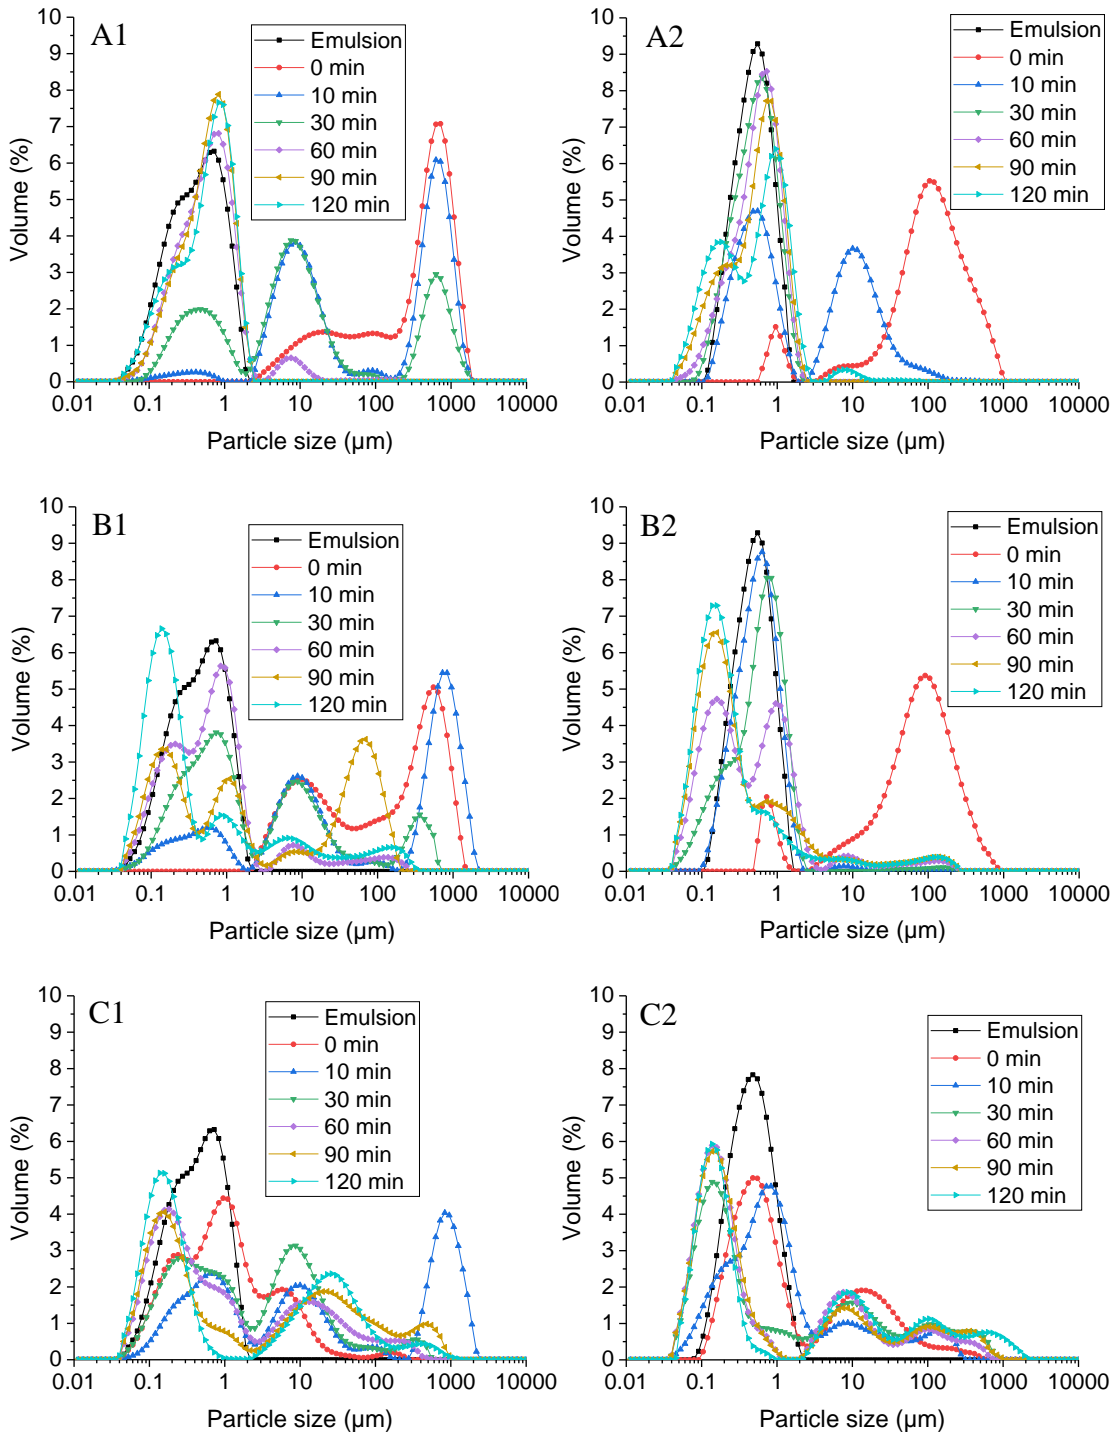 A1
Emulsion
0 min
10 min
30 min
60 min
90 min
120 min
10
9
8
7
6
5
4
3
2
1
0
Volume (%)
0.01 0.1 1 10 100 1000 10000
Particle size (µm)
A2
Emulsion
0 min
10 min
30 min
60 min
90 min
120 min
10
9
8
7
6
5
4
3
2
1
0
Volume (%)
0.01 0.1 1 10 100 1000 10000
Particle size (µm)
B1
Emulsion
0 min
10 min
30 min
60 min
90 min
120 min
10
9
8
7
6
5
4
3
2
1
0
Volume (%)
0.01 0.1 1 10 100 1000 10000
Particle size (µm)
B2
Emulsion
0 min
10 min
30 min
60 min
90 min
120 min
10
9
8
7
6
5
4
3
2
1
0
Volume (%)
0.01 0.1 1 10 100 1000 10000
Particle size (µm)
C1
Emulsion
0 min
10 min
30 min
60 min
90 min
120 min
10
9
8
7
6
5
4
3
2
1
0
Volume (%)
0.01 0.1 1 10 100 1000 10000
Particle size (µm)
C2
Emulsion
0 min
10 min
30 min
60 min
90 min
120 min
10
9
8
7
6
5
4
3
2
1
0
Volume (%)
0.01 0.1 1 10 100 1000 10000
Particle size (µm)